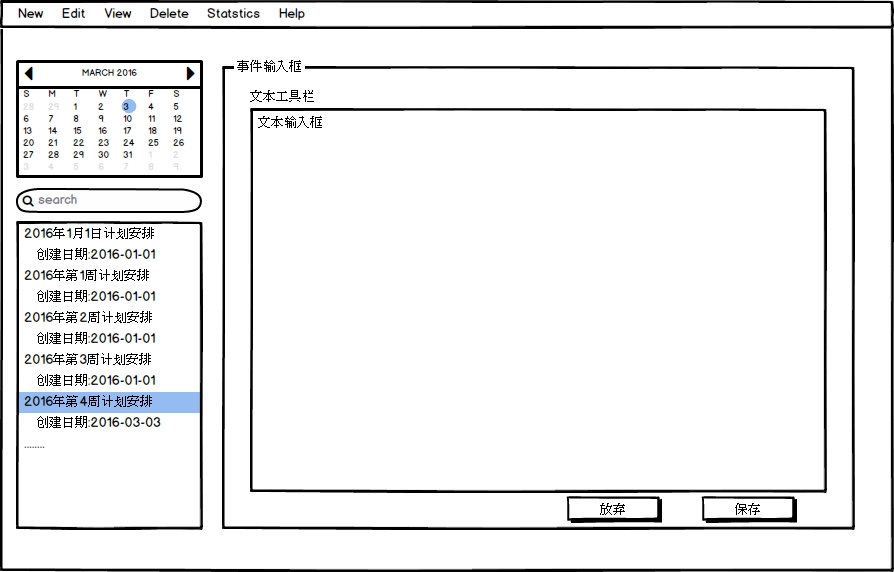 New Edit View Delete Statstics Help
MARCH 2016
S M T W T F S
28 29 1 2 3 4 5
6 7 8 9 10 11 12
13 14 15 16 17 18 19
20 21 22 23 24 25 26
27 28 29 30 31 1 2
3 4 5 6 7 8 9
search
2016年1月1日计划安排
创建日期:2016-01-01
2016年第1周计划安排
创建日期:2016-01-01
2016年第2周计划安排
创建日期:2016-01-01
2016年第3周计划安排
创建日期:2016-01-01
2016年第4周计划安排
创建日期:2016-03-03
........
事件输入框
文本工具栏
文本输入框
放弃 保存